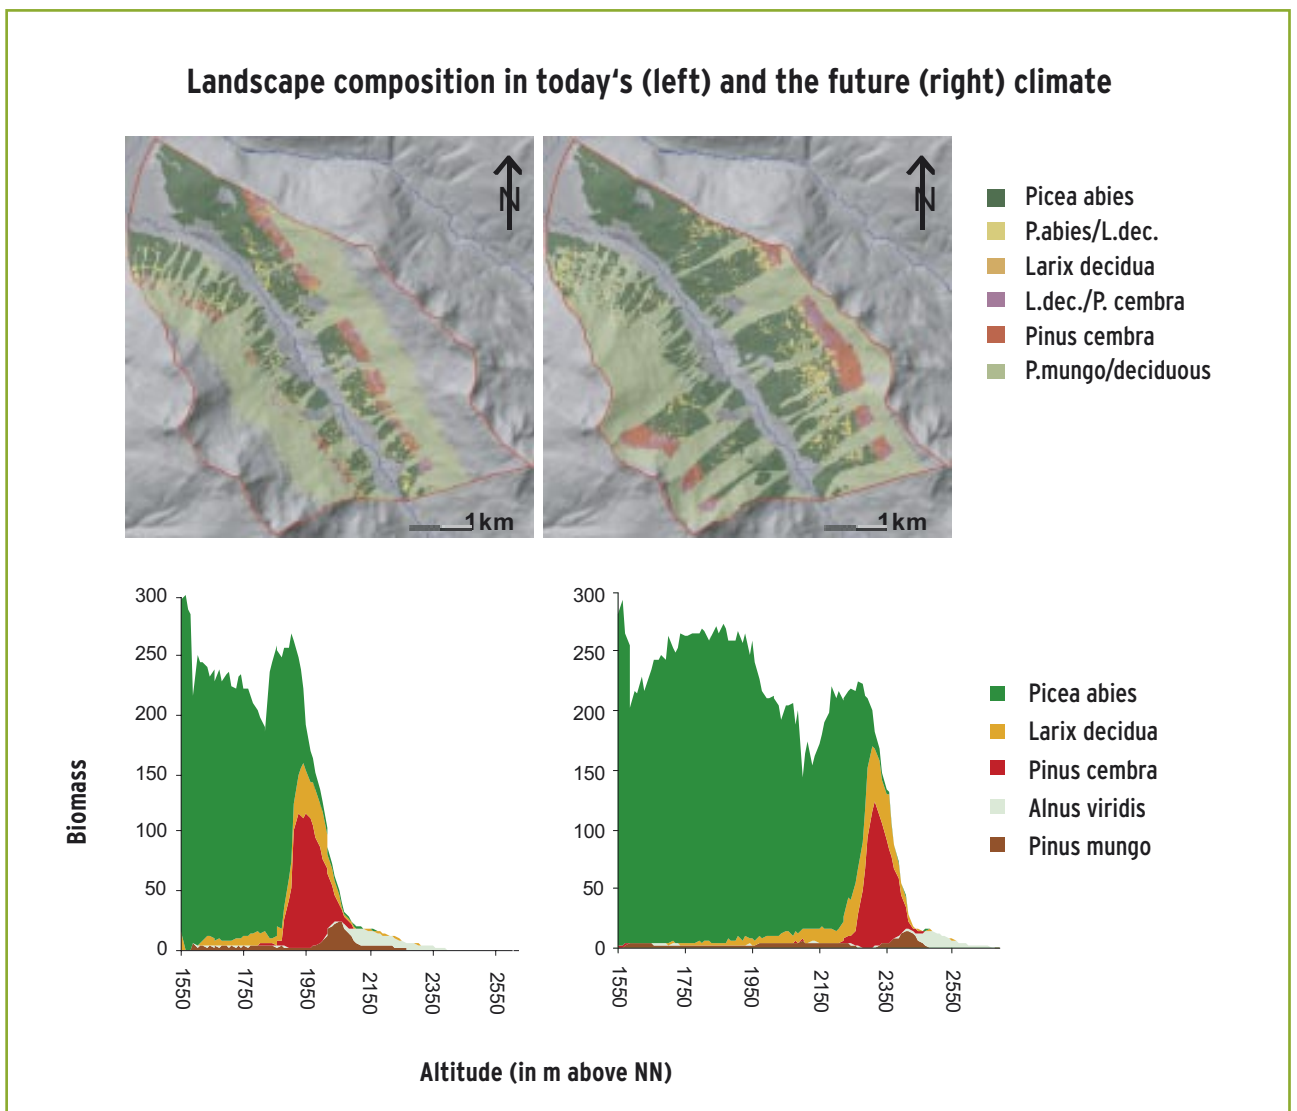 Landscape composition in today‘s (left) and the future (right) climate
N
N
1km
1km
Picea abies
P.abies/L.dec.
Larix decidua
L.dec./P. cembra
Pinus cembra
P.mungo/deciduous
Biomass
300
250
200
150
100
50
0
1550
1750
1950
2150
2350
2550
300
250
200
150
100
50
0
1550
1750
1950
2150
2350
2550
Picea abies
Larix decidua
Pinus cembra
Alnus viridis
Pinus mungo
Altitude (in m above NN)